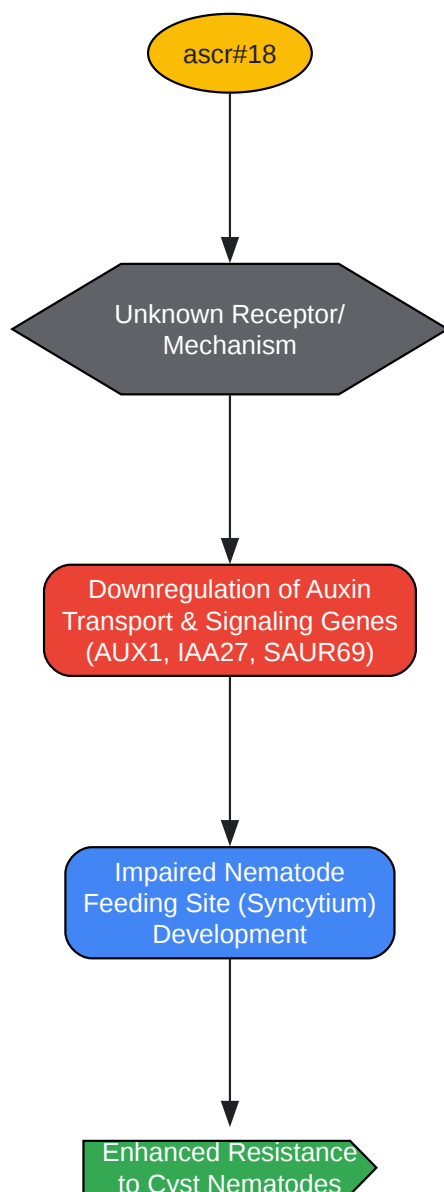 ascr#18
Unknown Receptor/
Mechanism
Downregulation of Auxin
Transport & Signaling Genes
(AUX1, IAA27, SAUR69)
Impaired Nematode
Feeding Site (Syncytium)
Development
Enhanced Resistance
to Cyst Nematodes